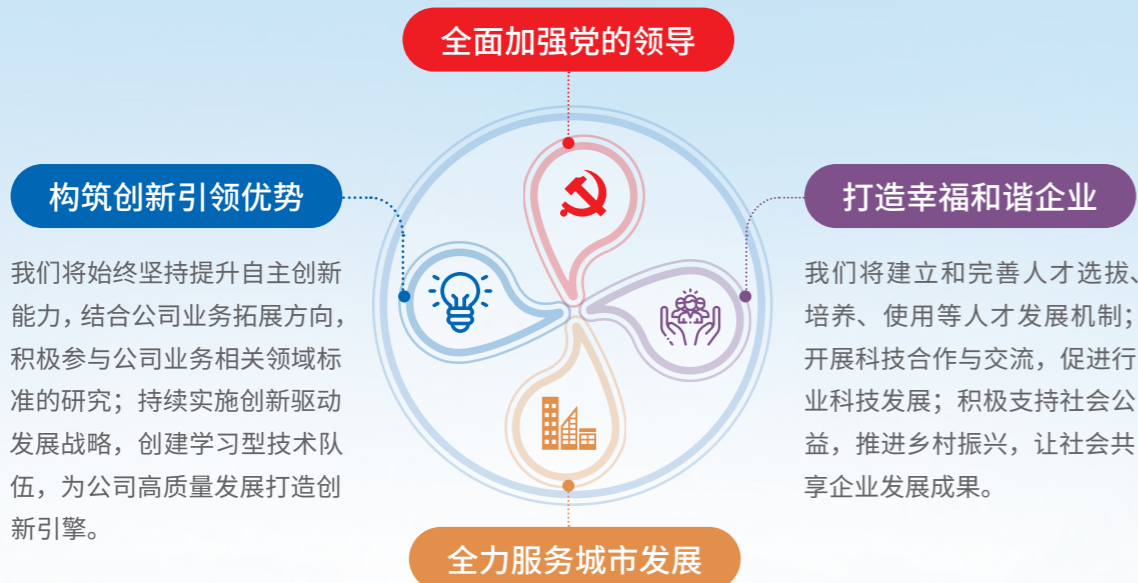 全面加强党的领导
构筑创新引领优势
我们将始终坚持提升自主创新
能力，结合公司业务拓展方向，
积极参与公司业务相关领域标
准的研究；持续实施创新驱动
发展战略，创建学习型技术队
伍，为公司高质量发展打造创
新引擎。
打造幸福和谐企业
我们将建立和完善人才选拔、
培养、使用等人才发展机制；
开展科技合作与交流，促进行
业科技发展；积极支持社会公
益，推进乡村振兴，让社会共
享企业发展成果。
全力服务城市发展